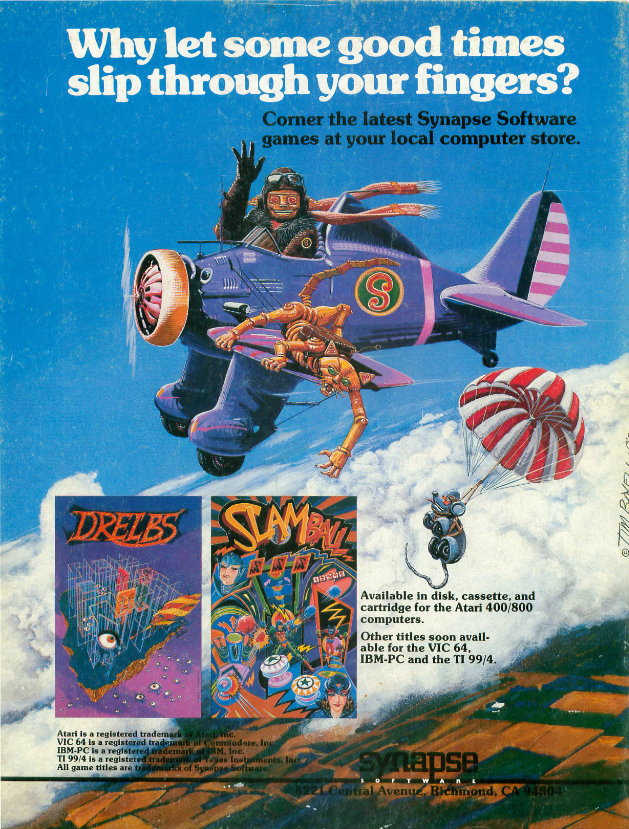 Why let some good times
slip through your fingers?
Corner the latest Synapse Software
games at your local computer store.
S
DRELBS
SLAMBALL
OMEGA
Available in disk, cassette, and
cartridge for the Atari 400/800
computers.
Other titles soon avail-
able for the VIC 64,
IBM-PC and the TI 99/4.
Atari is a registered trademark of Atari, Inc.
VIC 64 is a registered trademark of Commodore, Inc.
IBM-PC is a registered trademark of IBM, Inc.
TI 99/4 is a registered trademark of Texas Instruments, Inc.
All game titles are trademarks of Synapse Software.
synapse
SOFTWARE
5221 Central Avenue, Richmond, CA 94804